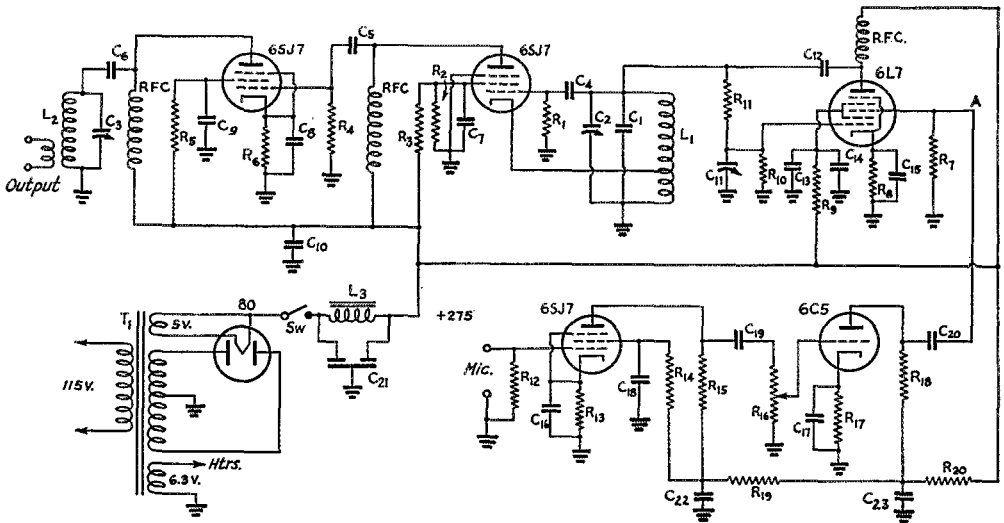 C6
6SJ7
C5
6SJ7
R.F.C.
C12
6L7
L2
C3
RFC
R5
C9
R6
C8
R4
RFC
R3
R2
C7
R1
C4
C2
C1
L1
R11
C11
R10
C13
C14
R9
R8
C15
R7
A
Output
C10
T1
5V.
80
Sw
L3
+275
C21
115V.
Htrs.
6.3V.
6SJ7
Mic.
R12
C16
R13
C18
R14
R15
C19
R16
6C5
C17
R17
R18
C20
C22
R19
C23
R20